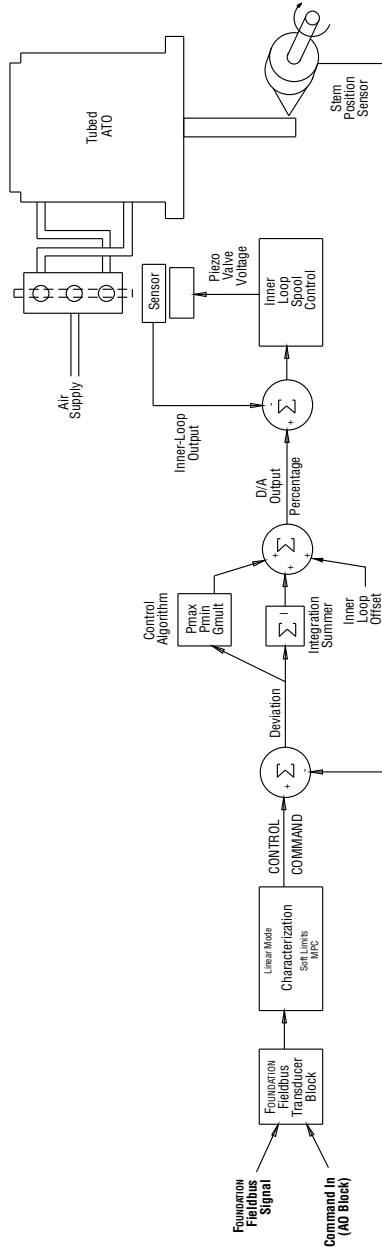 FOUNDATION
Fieldbus
Signal
Command In
(AO Block)
FOUNDATION
Fieldbus
Transducer
Block
Linear Mode
Characterization
Soft Limits
MPC
CONTROL
COMMAND
+
Σ
-
Deviation
Control
Algorithm
Pmax
Pmin
Gmult
Σ I
Integration
Summer
Inner
Loop
Offset
+
+
Σ
+
D/A
Output
Percentage
+
Σ
-
Inner-Loop
Output
Inner
Loop
Spool
Control
Piezo
Valve
Voltage
Sensor
Air
Supply
Tubed
ATO
Stem
Position
Sensor